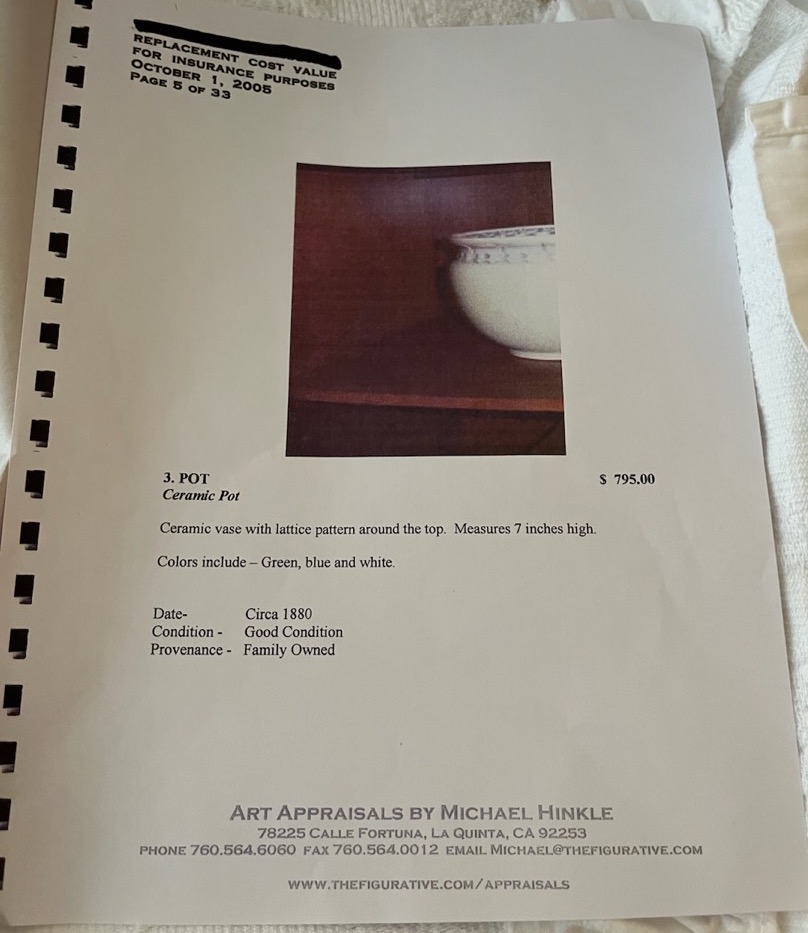 REPLACEMENT COST VALUE
FOR INSURANCE PURPOSES
OCTOBER 1, 2005
PAGE 5 OF 33
3. POT $ 795.00
Ceramic Pot
Ceramic vase with lattice pattern around the top. Measures 7 inches high.
Colors include – Green, blue and white.
Date- Circa 1880
Condition - Good Condition
Provenance - Family Owned
ART APPRAISALS BY MICHAEL HINKLE
78225 CALLE FORTUNA, LA QUINTA, CA 92253
PHONE 760.564.6060 FAX 760.564.0012 EMAIL MICHAEL@THEFIGURATIVE.COM
WWW.THEFIGURATIVE.COM/APPRAISALS